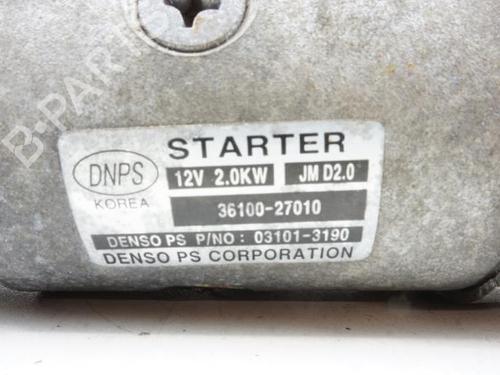 B-PARTS
STARTER
DNPS
KOREA
12V 2.0KW JM D2.0
36100-27010
DENSO PS P/NO: 03101-3190
DENSO PS CORPORATION